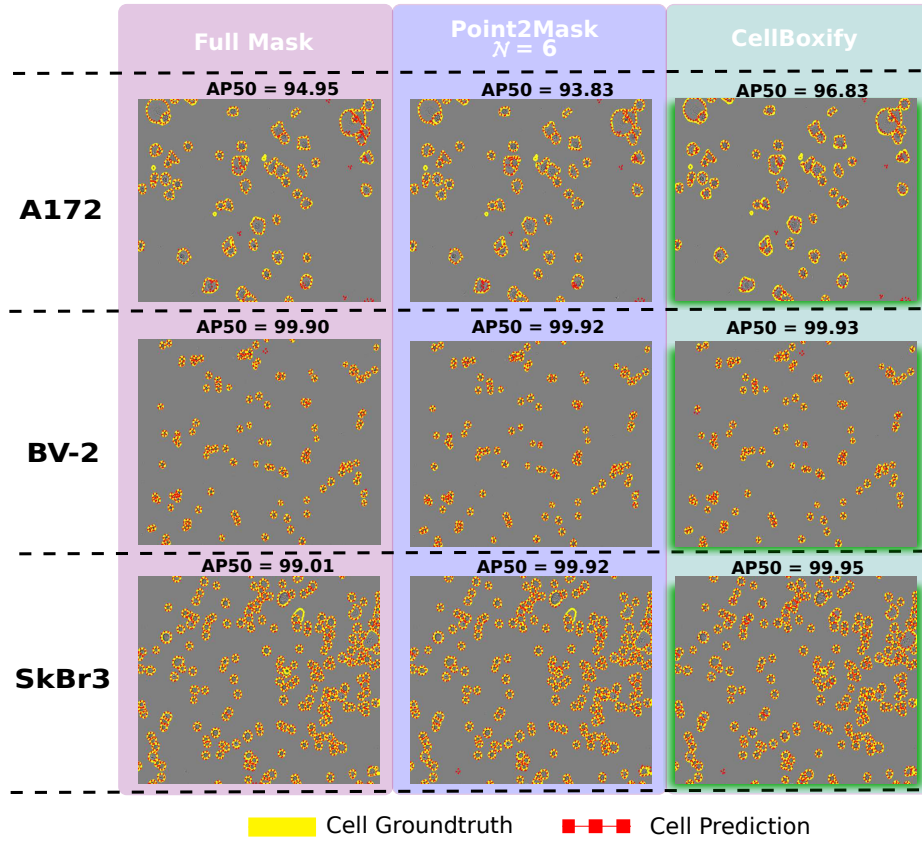 Full Mask
Point2Mask
𝒩 = 6
CellBoxify
A172
AP50 = 94.95
AP50 = 93.83
AP50 = 96.83
BV-2
AP50 = 99.90
AP50 = 99.92
AP50 = 99.93
SkBr3
AP50 = 99.01
AP50 = 99.92
AP50 = 99.95
Cell Groundtruth
Cell Prediction